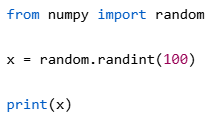 from numpy import random
x = random.randint(100)
print(x)